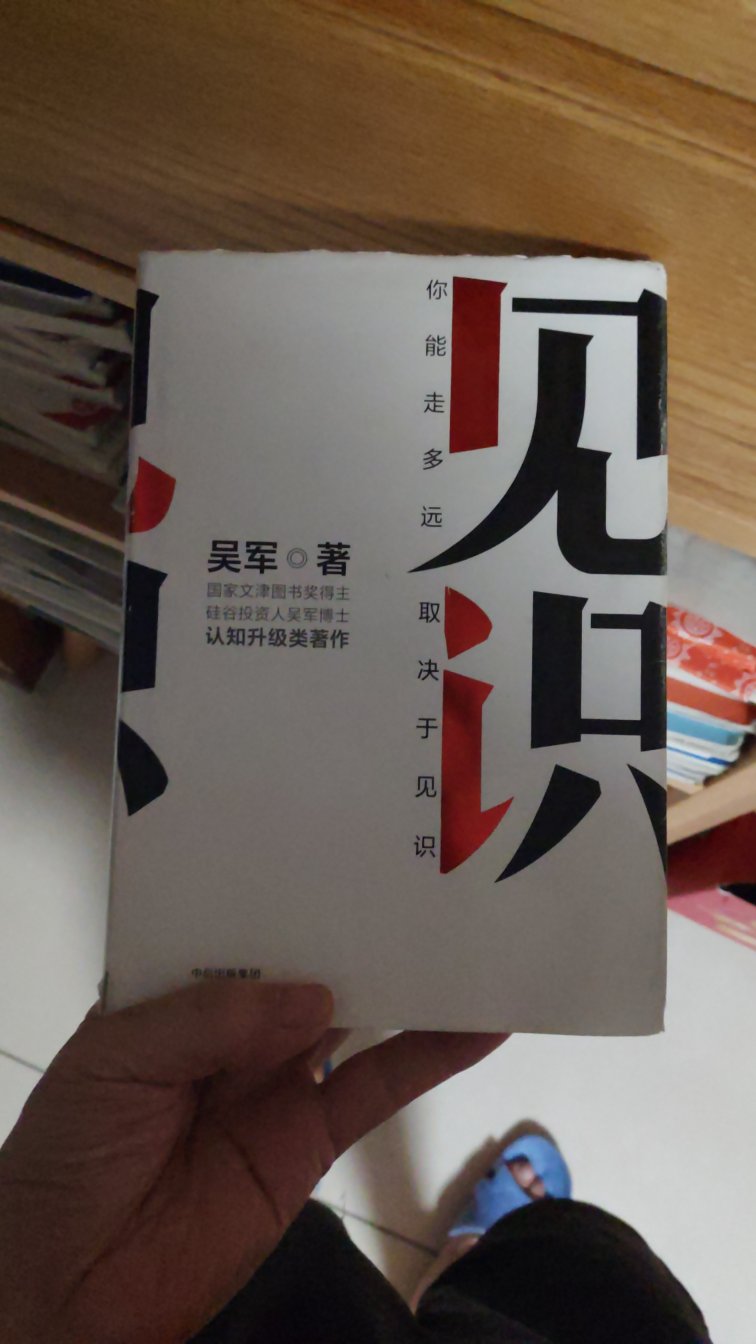 见识
你能走多远取决于见识
吴军◎著
国家文津图书奖得主
硅谷投资人吴军博士
认知升级类著作
中信出版集团